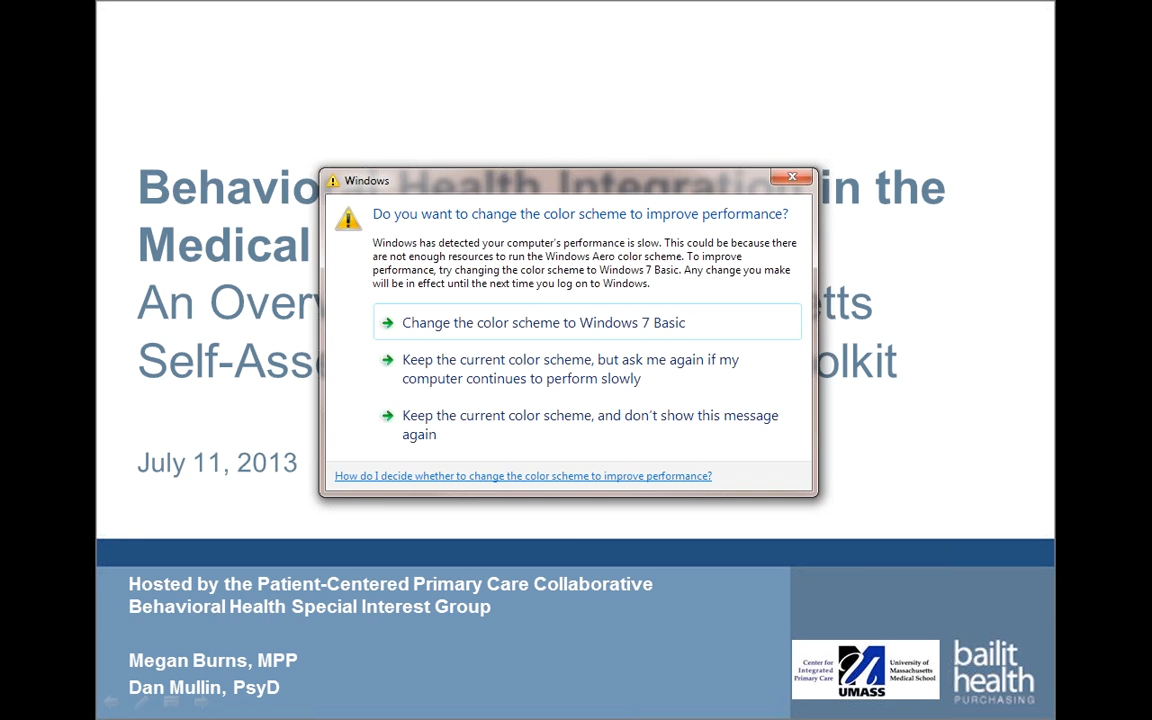 Behavio Health Integration in the
Medical
An Over tts
Self-Ass olkit
July 11, 2013
Windows
Do you want to change the color scheme to improve performance?
Windows has detected your computer's performance is slow. This could be because there
are not enough resources to run the Windows Aero color scheme. To improve
performance, try changing the color scheme to Windows 7 Basic. Any change you make
will be in effect until the next time you log on to Windows.
Change the color scheme to Windows 7 Basic
Keep the current color scheme, but ask me again if my
computer continues to perform slowly
Keep the current color scheme, and don't show this message
again
How do I decide whether to change the color scheme to improve performance?
Hosted by the Patient-Centered Primary Care Collaborative
Behavioral Health Special Interest Group
Megan Burns, MPP
Dan Mullin, PsyD
Center for
Integrated
Primary Care
UMASS
University of
Massachusetts
Medical School
bailit
health
PURCHASING